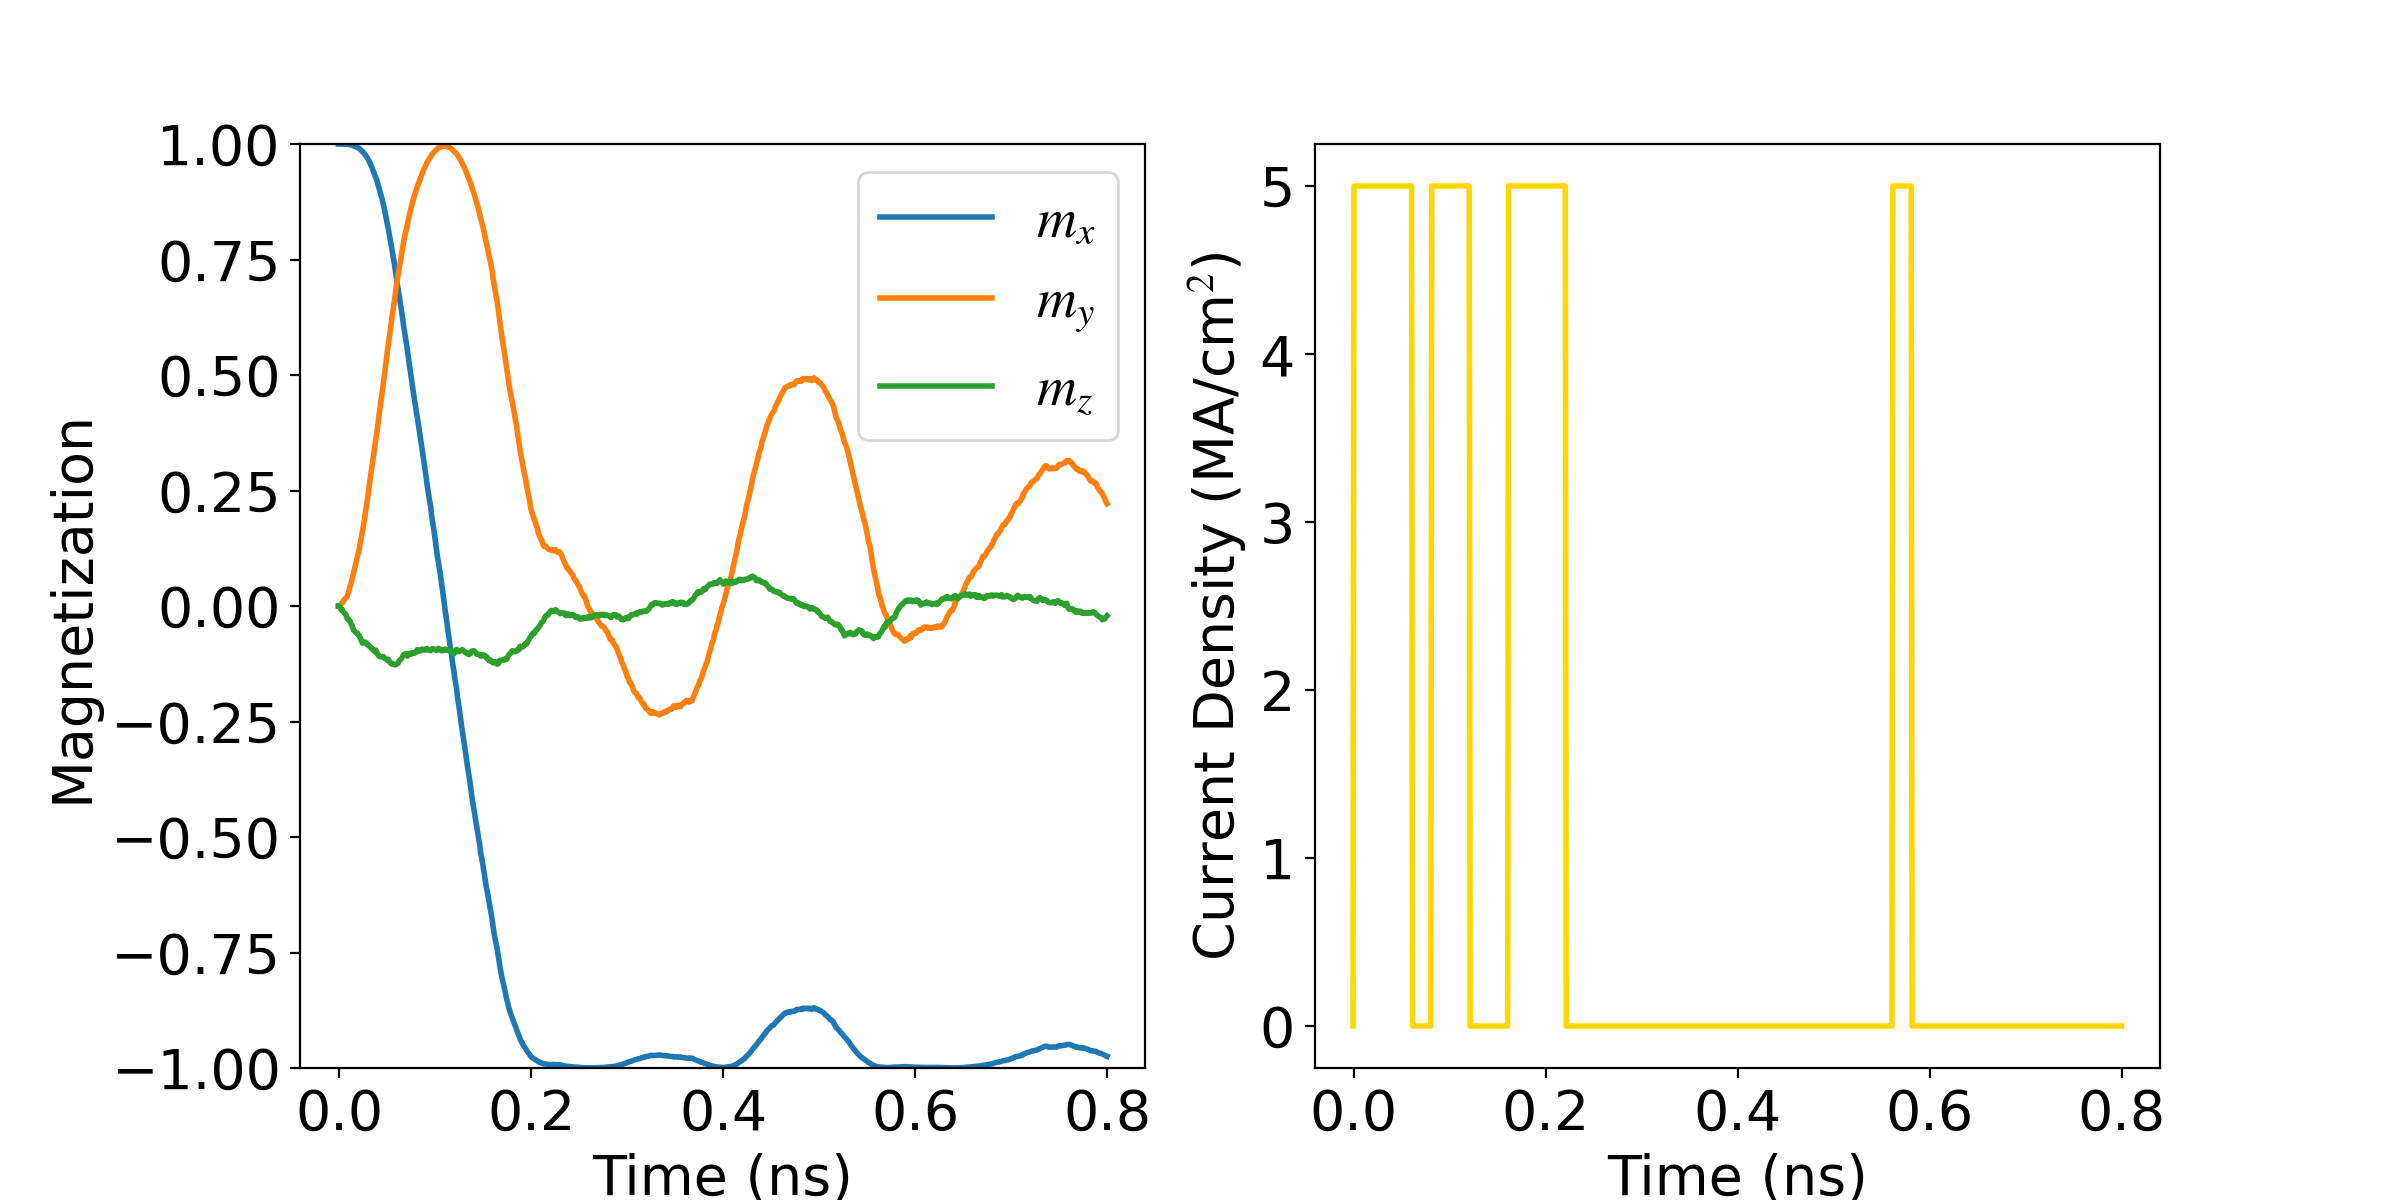 1.00
0.75
0.50
0.25
0.00
−0.25
−0.50
−0.75
−1.00
Magnetization
0.0 0.2 0.4 0.6 0.8
Time (ns)
m_x
m_y
m_z
5
4
3
2
1
0
Current Density (MA/cm²)
0.0 0.2 0.4 0.6 0.8
Time (ns)